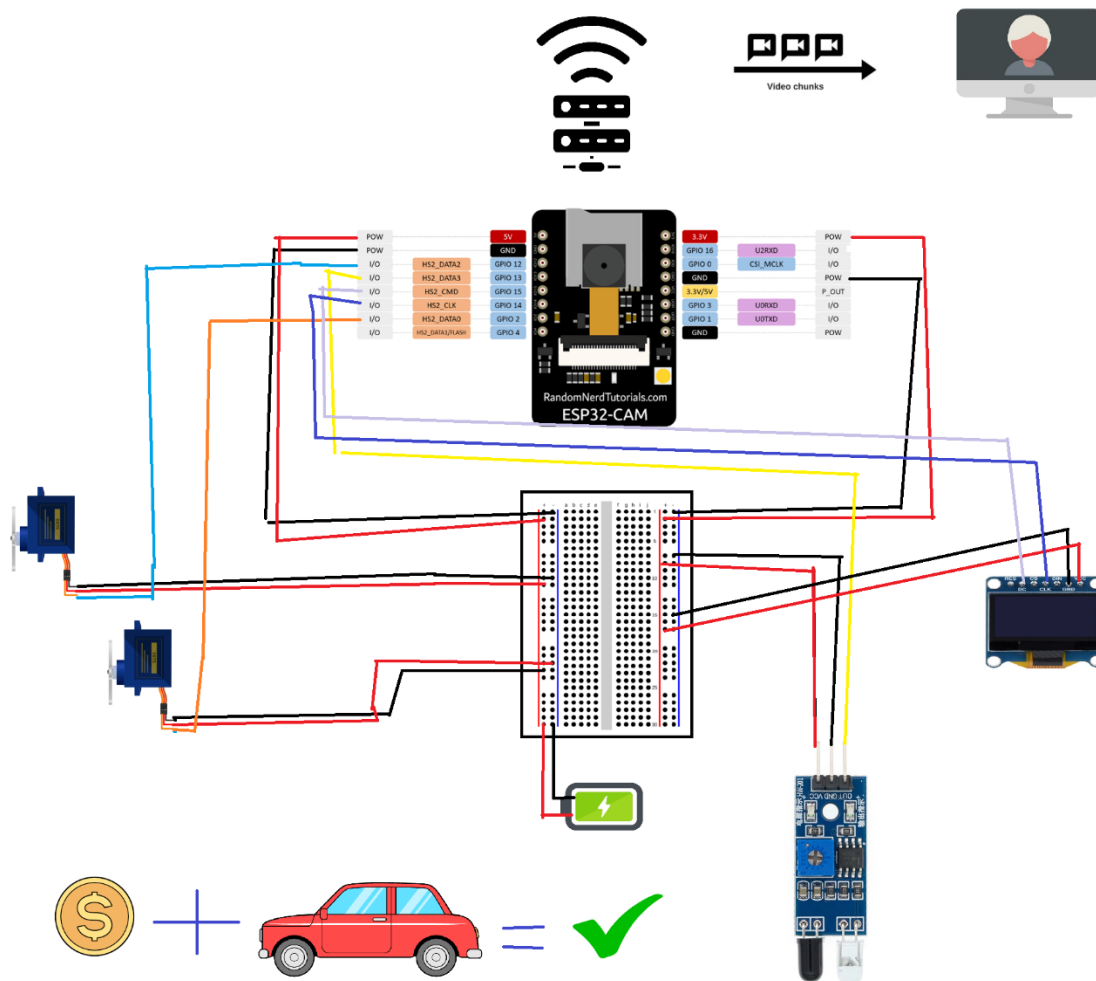 Video chunks
POW 5V 3.3V POW
POW GND GPIO 16 U2RXD I/O
I/O HS2_DATA2 GPIO 12 GPIO 0 CSI_MCLK I/O
I/O HS2_DATA3 GPIO 13 GND POW
I/O HS2_CMD GPIO 15 3.3V/5V P_OUT
I/O HS2_CLK GPIO 14 GPIO 3 U0RXD I/O
I/O HS2_DATA0 GPIO 2 GPIO 1 U0TXD I/O
I/O HS2_DATA1/FLASH GPIO 4 GND POW
RandomNerdTutorials.com
ESP32-CAM
a b c d e f g h i j
RES DC CS CLK DIN GND
OUT GND VCC
$